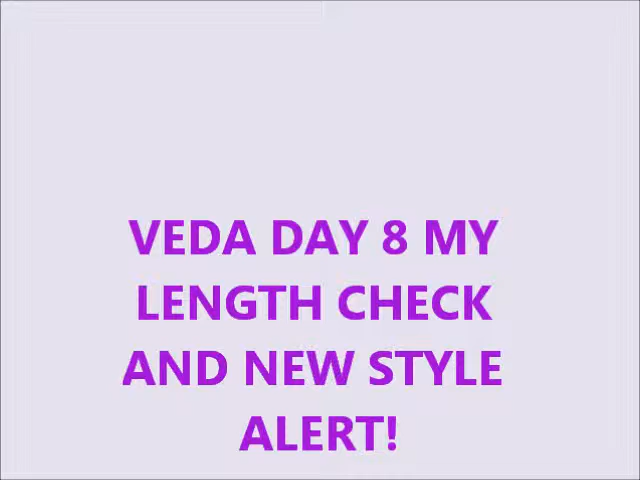 VEDA DAY 8 MY
LENGTH CHECK
AND NEW STYLE
ALERT!